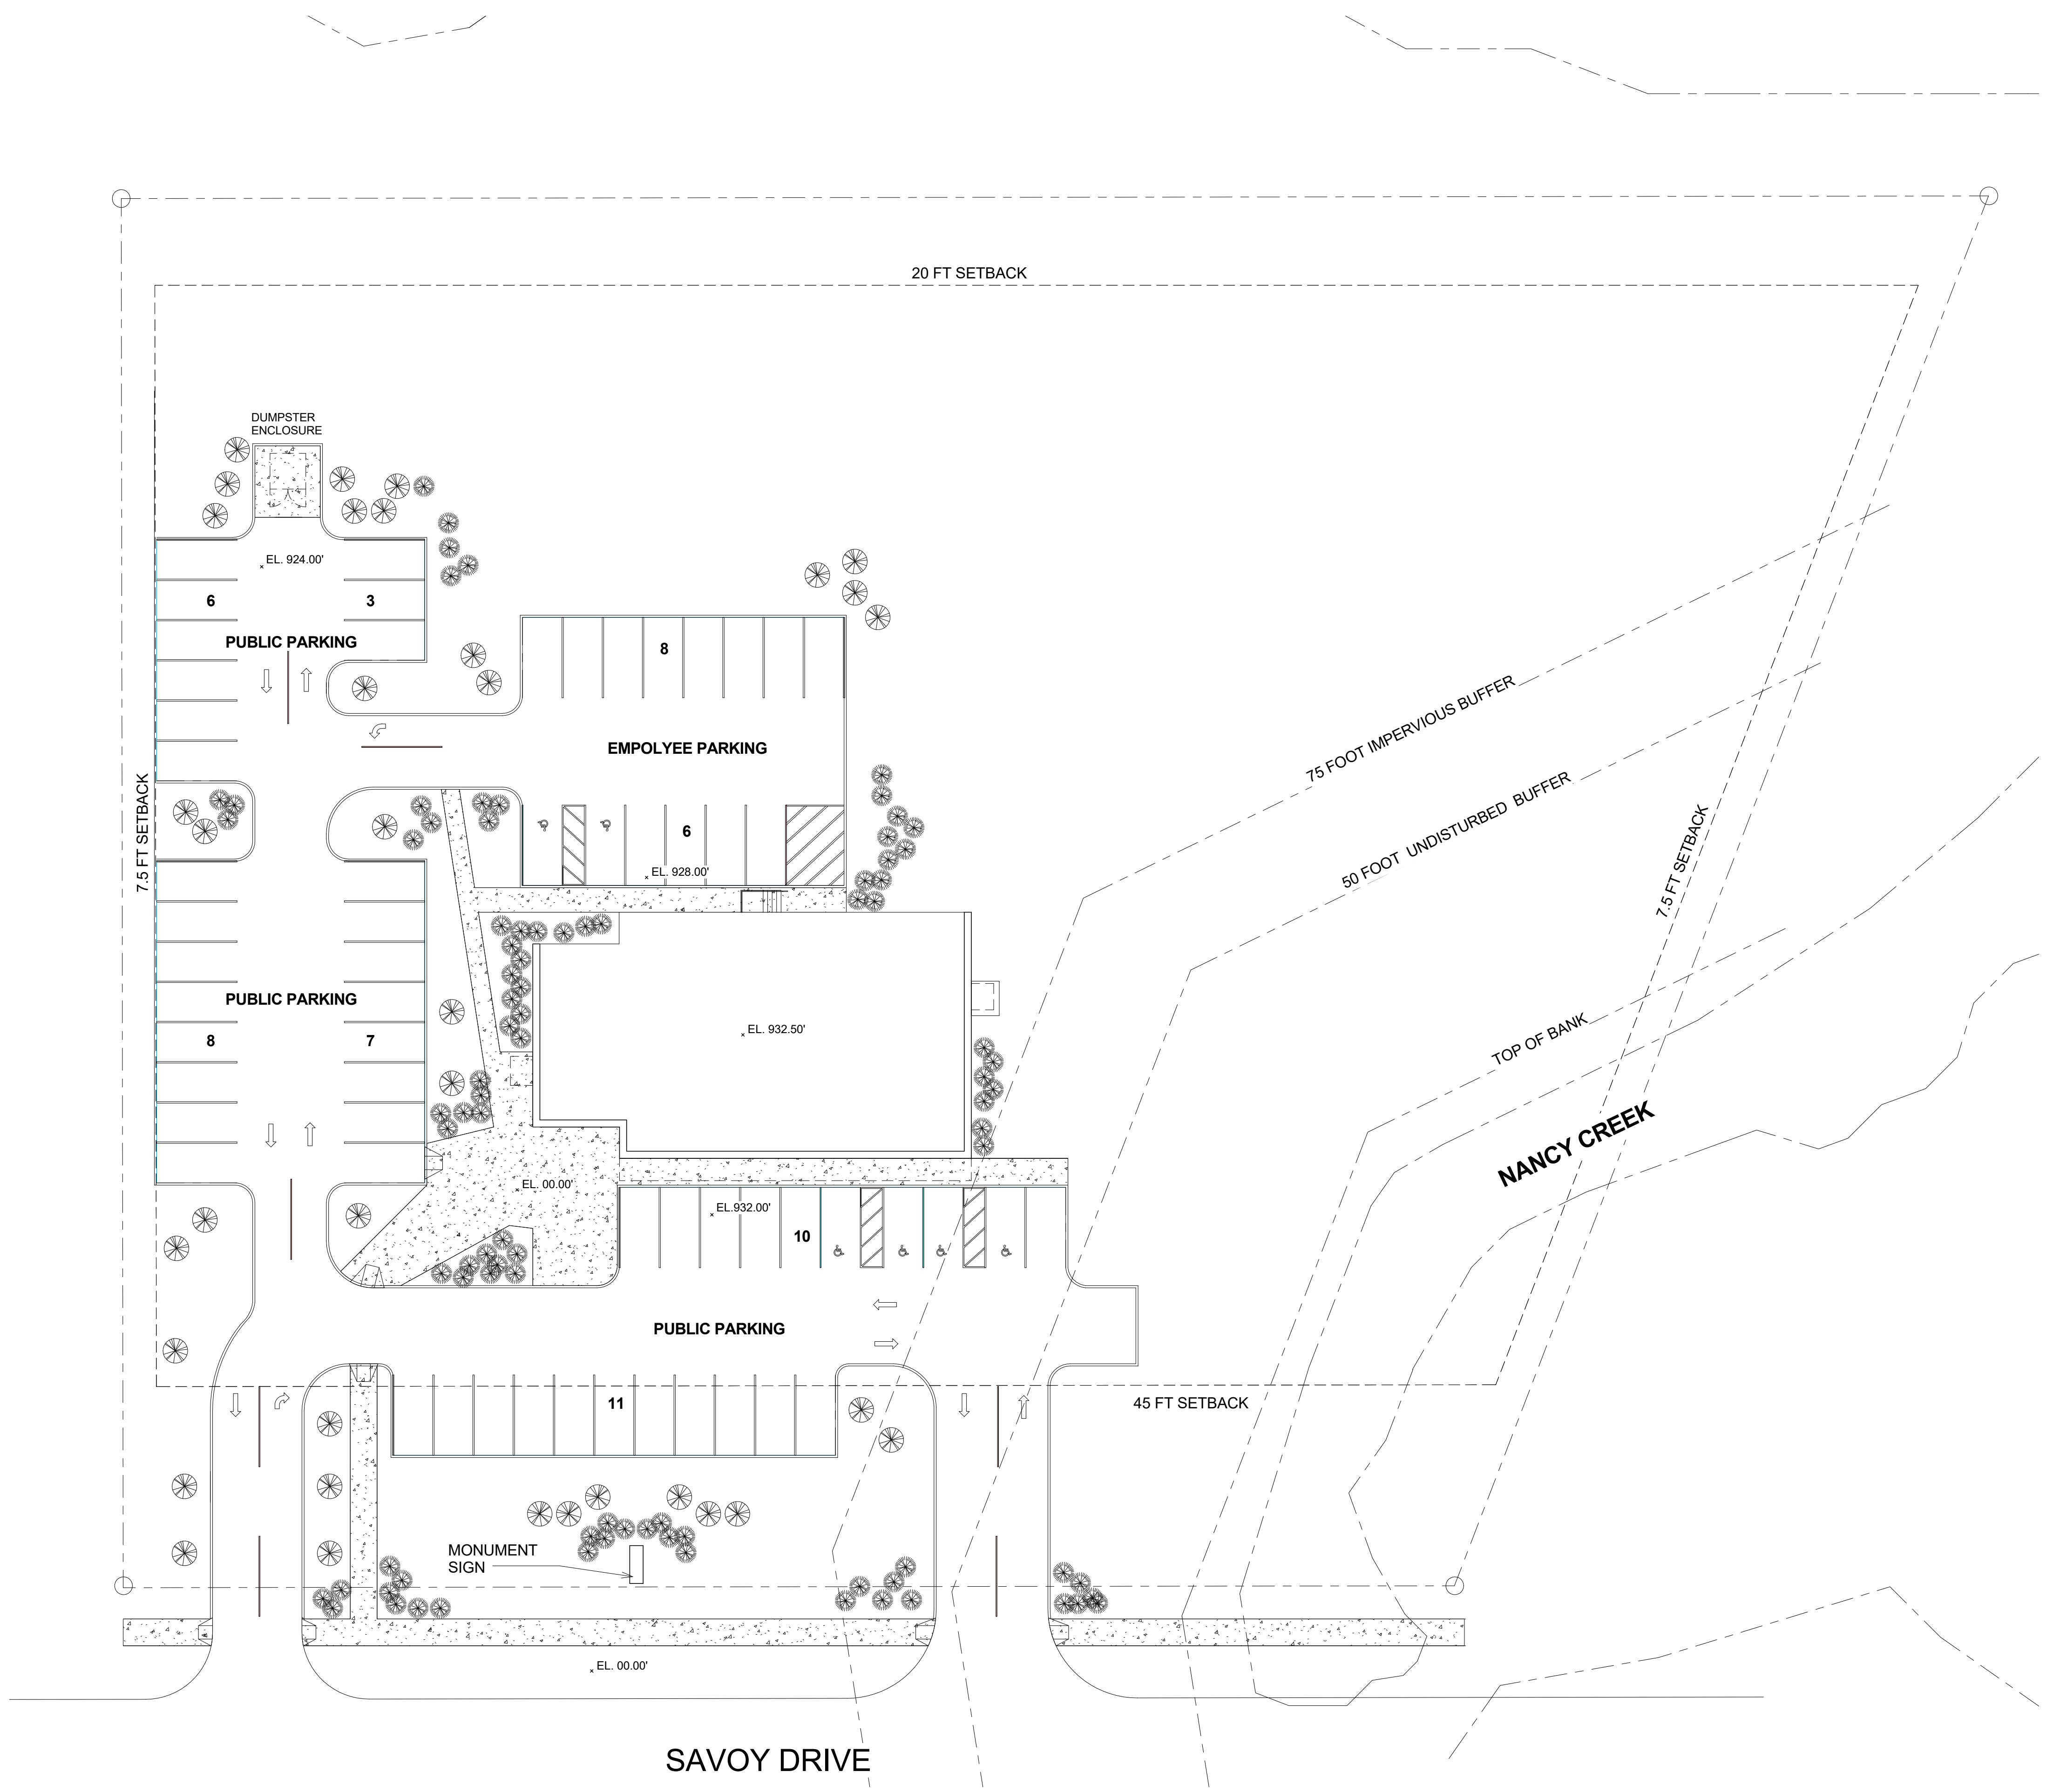 20 FT SETBACK
DUMPSTER
ENCLOSURE
EL. 924.00'
6
3
PUBLIC PARKING
8
75 FOOT IMPERVIOUS BUFFER
EMPOLYEE PARKING
50 FOOT UNDISTURBED BUFFER
7.5 FT SETBACK
7.5 FT SETBACK
6
EL. 928.00'
PUBLIC PARKING
EL. 932.50'
8
7
TOP OF BANK
NANCY CREEK
EL. 00.00'
EL.932.00'
10
PUBLIC PARKING
11
45 FT SETBACK
MONUMENT
SIGN
EL. 00.00'
SAVOY DRIVE